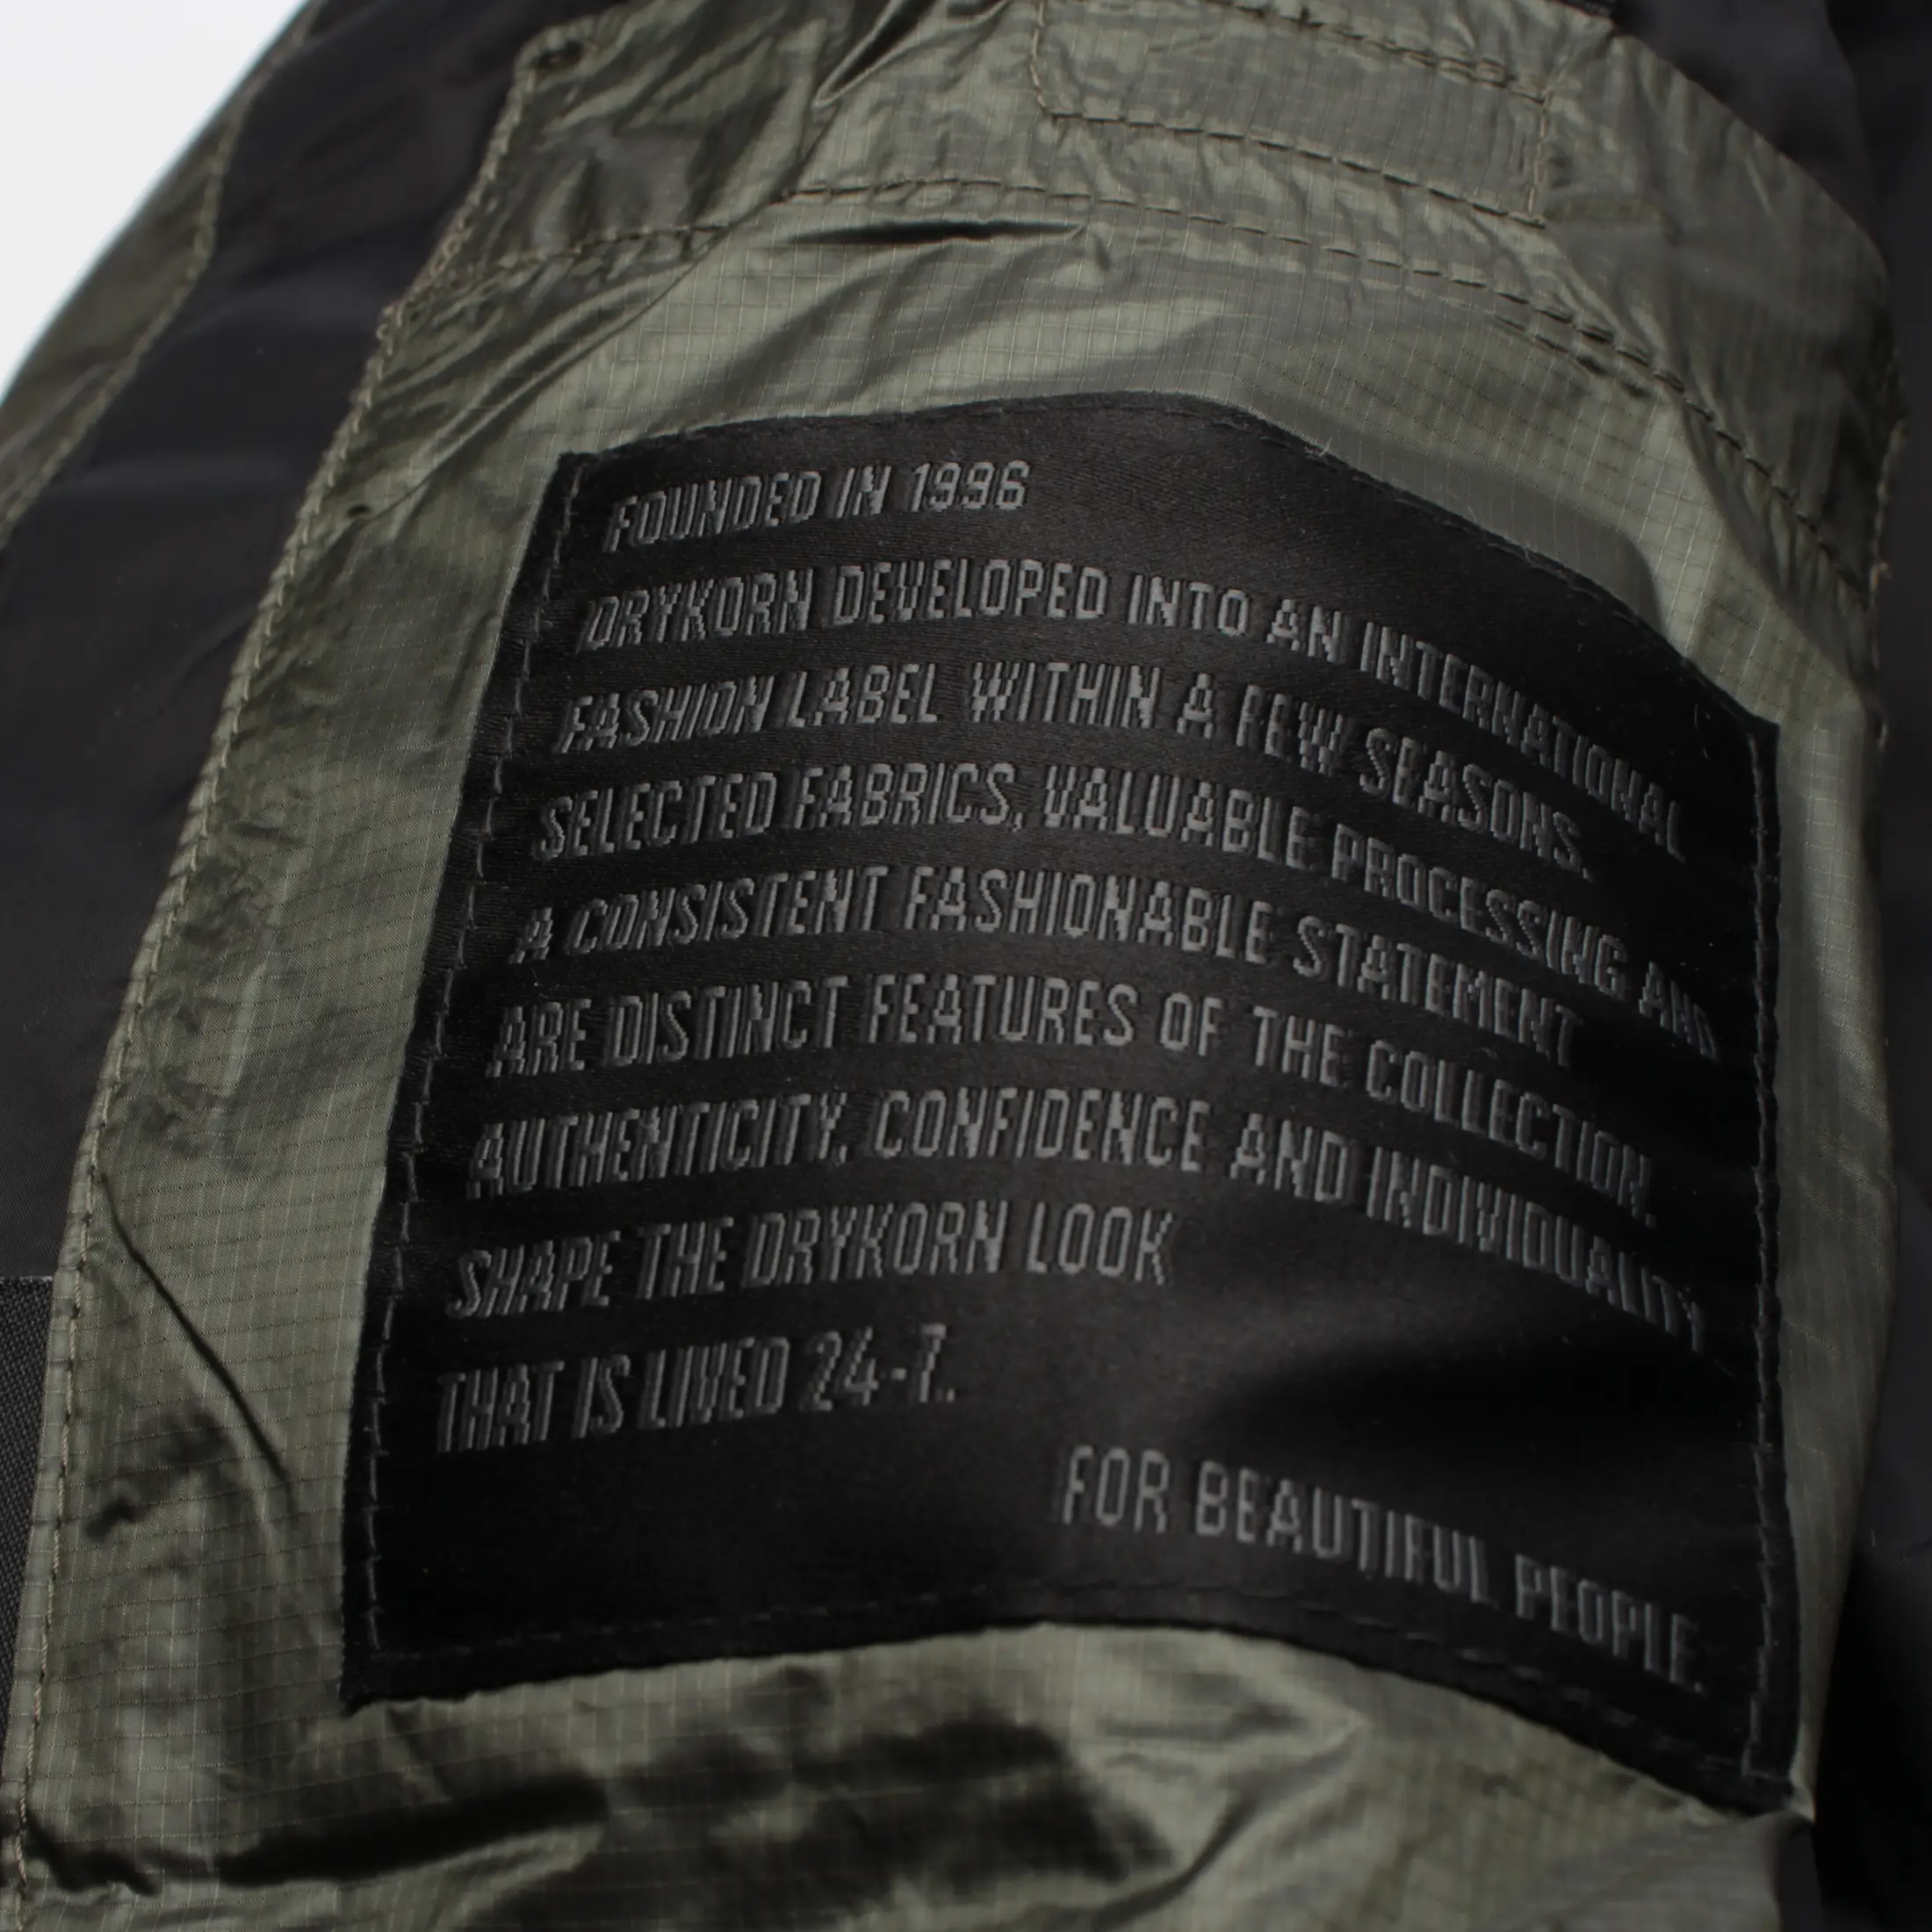 FOUNDED IN 1996
DRYKORN DEVELOPED INTO AN INTERNATIONAL
FASHION LABEL WITHIN A FEW SEASONS.
SELECTED FABRICS, VALUABLE PROCESSING AND
A CONSISTENT FASHIONABLE STATEMENT
ARE DISTINCT FEATURES OF THE COLLECTION.
AUTHENTICITY, CONFIDENCE AND INDIVIDUALITY
SHAPE THE DRYKORN LOOK
THAT IS LIVED 24-7.
FOR BEAUTIFUL PEOPLE.